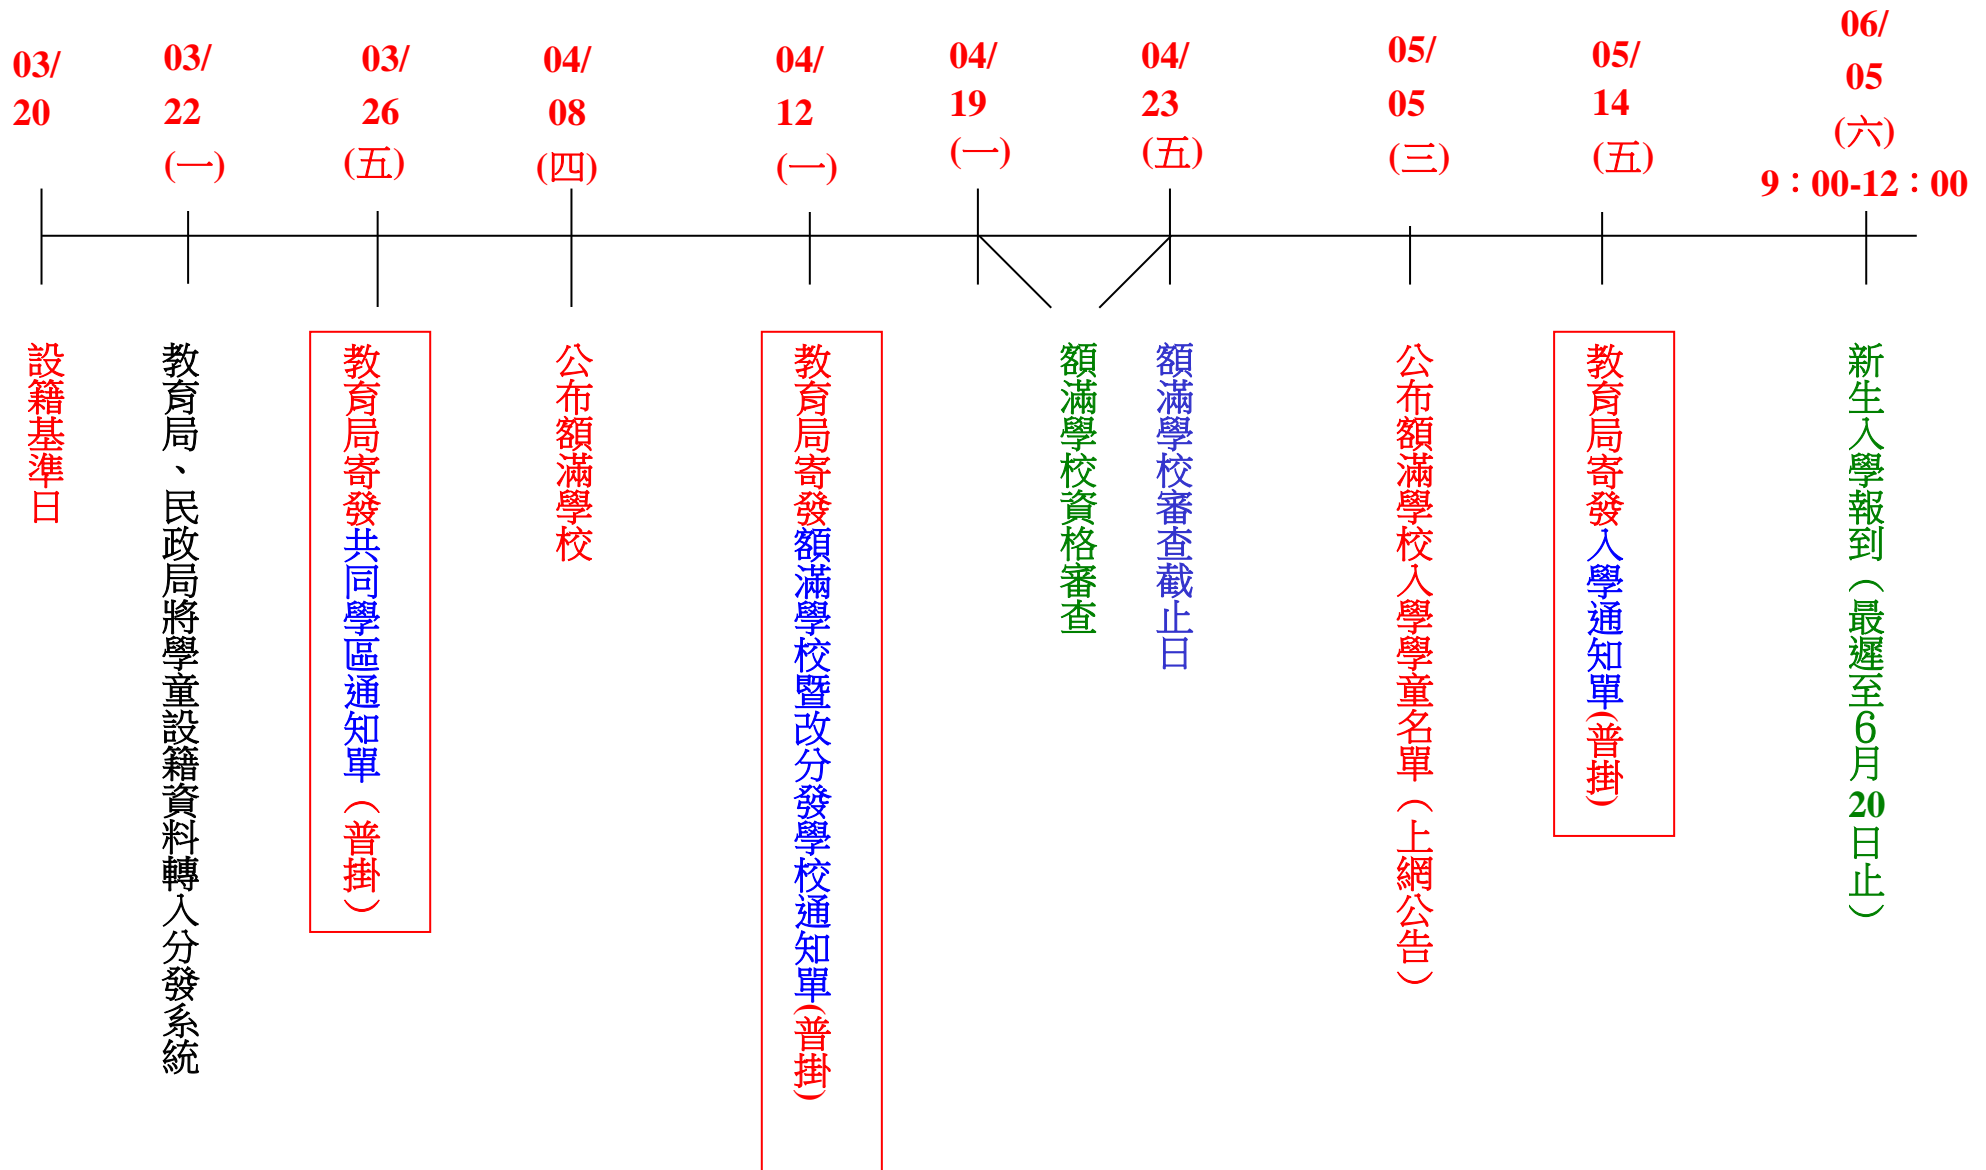 03/
20
03/
22
(一)
03/
26
(五)
04/
08
(四)
04/
12
(一)
04/
19
(一)
04/
23
(五)
05/
05
(三)
05/
14
(五)
06/
05
(六)
9：00-12：00
設籍基準日
教育局、民政局將學童設籍資料轉入分發系統
教育局寄發共同學區通知單（普掛）
公布額滿學校
教育局寄發額滿學校暨改分發學校通知單(普掛)
額滿學校資格審查
額滿學校審查截止日
公布額滿學校入學學童名單（上網公告）
教育局寄發入學通知單(普掛)
新生入學報到（最遲至６月20日止）